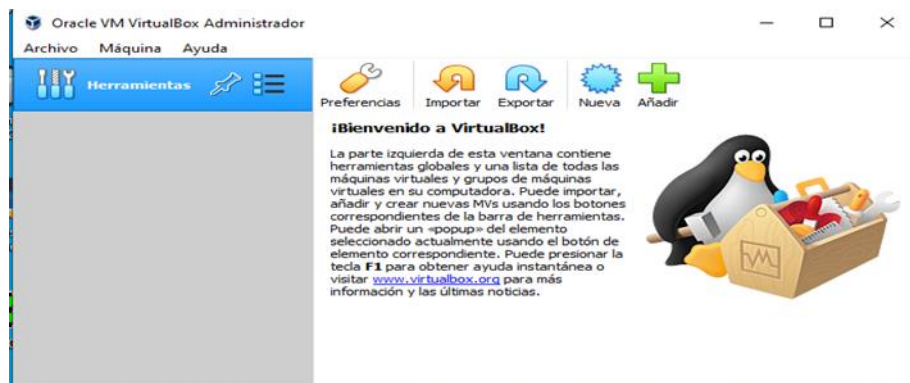 Oracle VM VirtualBox Administrador
Archivo Máquina Ayuda
Herramientas
Preferencias Importar Exportar Nueva Añadir
¡Bienvenido a VirtualBox!
La parte izquierda de esta ventana contiene
herramientas globales y una lista de todas las
máquinas virtuales y grupos de máquinas
virtuales en su computadora. Puede importar,
añadir y crear nuevas MVs usando los botones
correspondientes de la barra de herramientas.
Puede abrir un «popup» del elemento
seleccionado actualmente usando el botón de
elemento correspondiente. Puede presionar la
tecla F1 para obtener ayuda instantánea o
visitar www.virtualbox.org para más
información y las últimas noticias.